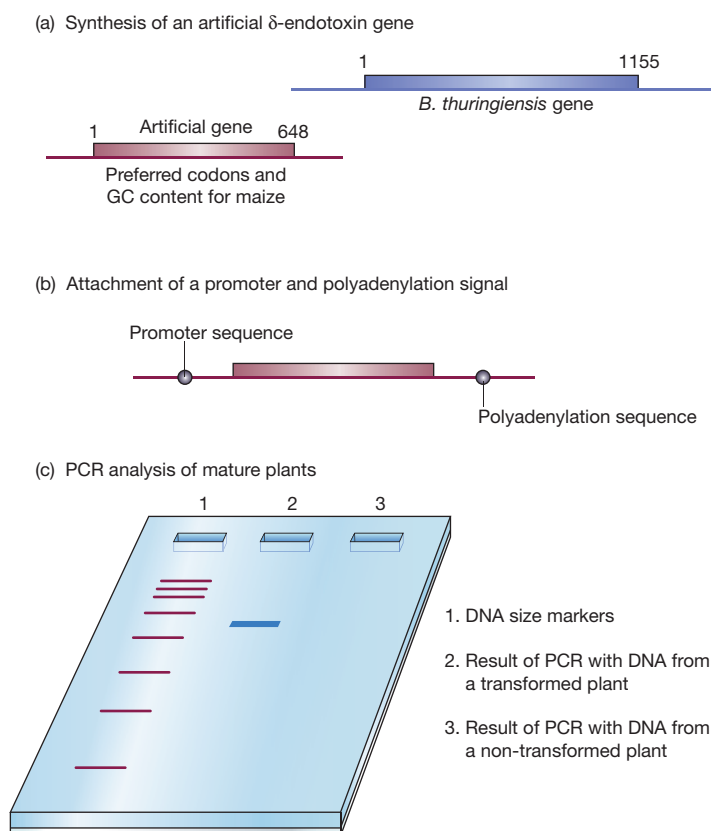 (a) Synthesis of an artificial δ-endotoxin gene
1 1155
B. thuringiensis gene
1 Artificial gene 648
Preferred codons and
GC content for maize
(b) Attachment of a promoter and polyadenylation signal
Promoter sequence
Polyadenylation sequence
(c) PCR analysis of mature plants
1 2 3
1. DNA size markers
2. Result of PCR with DNA from
a transformed plant
3. Result of PCR with DNA from
a non-transformed plant